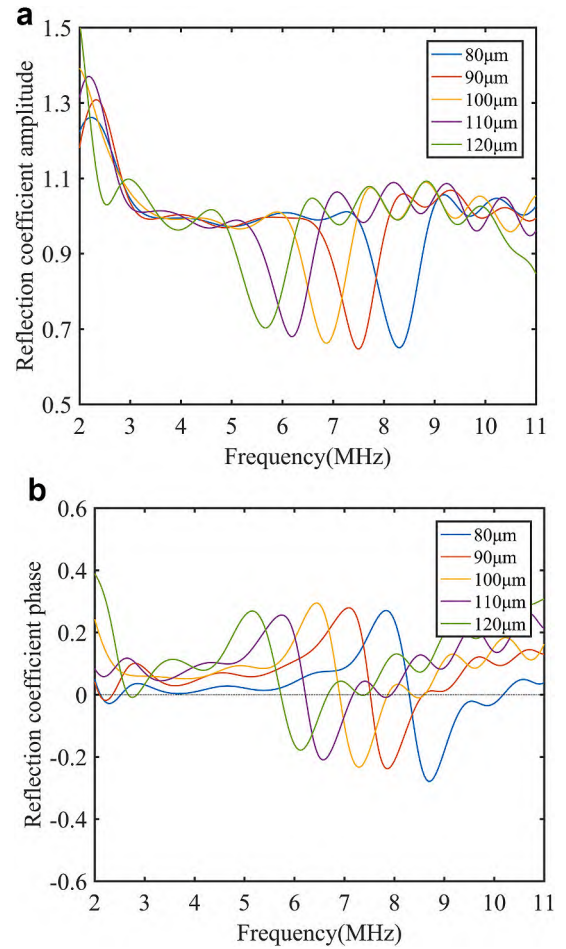 a
1.5
1.3
1.1
0.9
0.7
0.5
Reflection coefficient amplitude
80μm
90μm
100μm
110μm
120μm
2 3 4 5 6 7 8 9 10 11
Frequency(MHz)
b
0.6
0.4
0.2
0
-0.2
-0.4
-0.6
Reflection coefficient phase
80μm
90μm
100μm
110μm
120μm
2 3 4 5 6 7 8 9 10 11
Frequency(MHz)